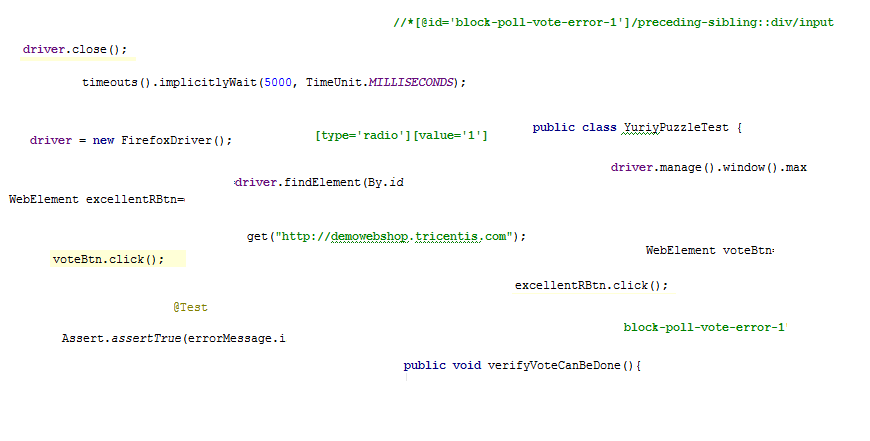 //*[@id='block-poll-vote-error-1']/preceding-sibling::div/input
driver.close();
timeouts().implicitlyWait(5000, TimeUnit.MILLISECONDS);
public class YuriyPuzzleTest {
[type='radio'][value='1']
driver = new FirefoxDriver();
driver.manage().window().max
driver.findElement(By.id
WebElement excellentRBtn=
get("http://demowebshop.tricentis.com");
WebElement voteBtn=
voteBtn.click();
excellentRBtn.click();
@Test
block-poll-vote-error-1'
Assert.assertTrue(errorMessage.i
public void verifyVoteCanBeDone(){